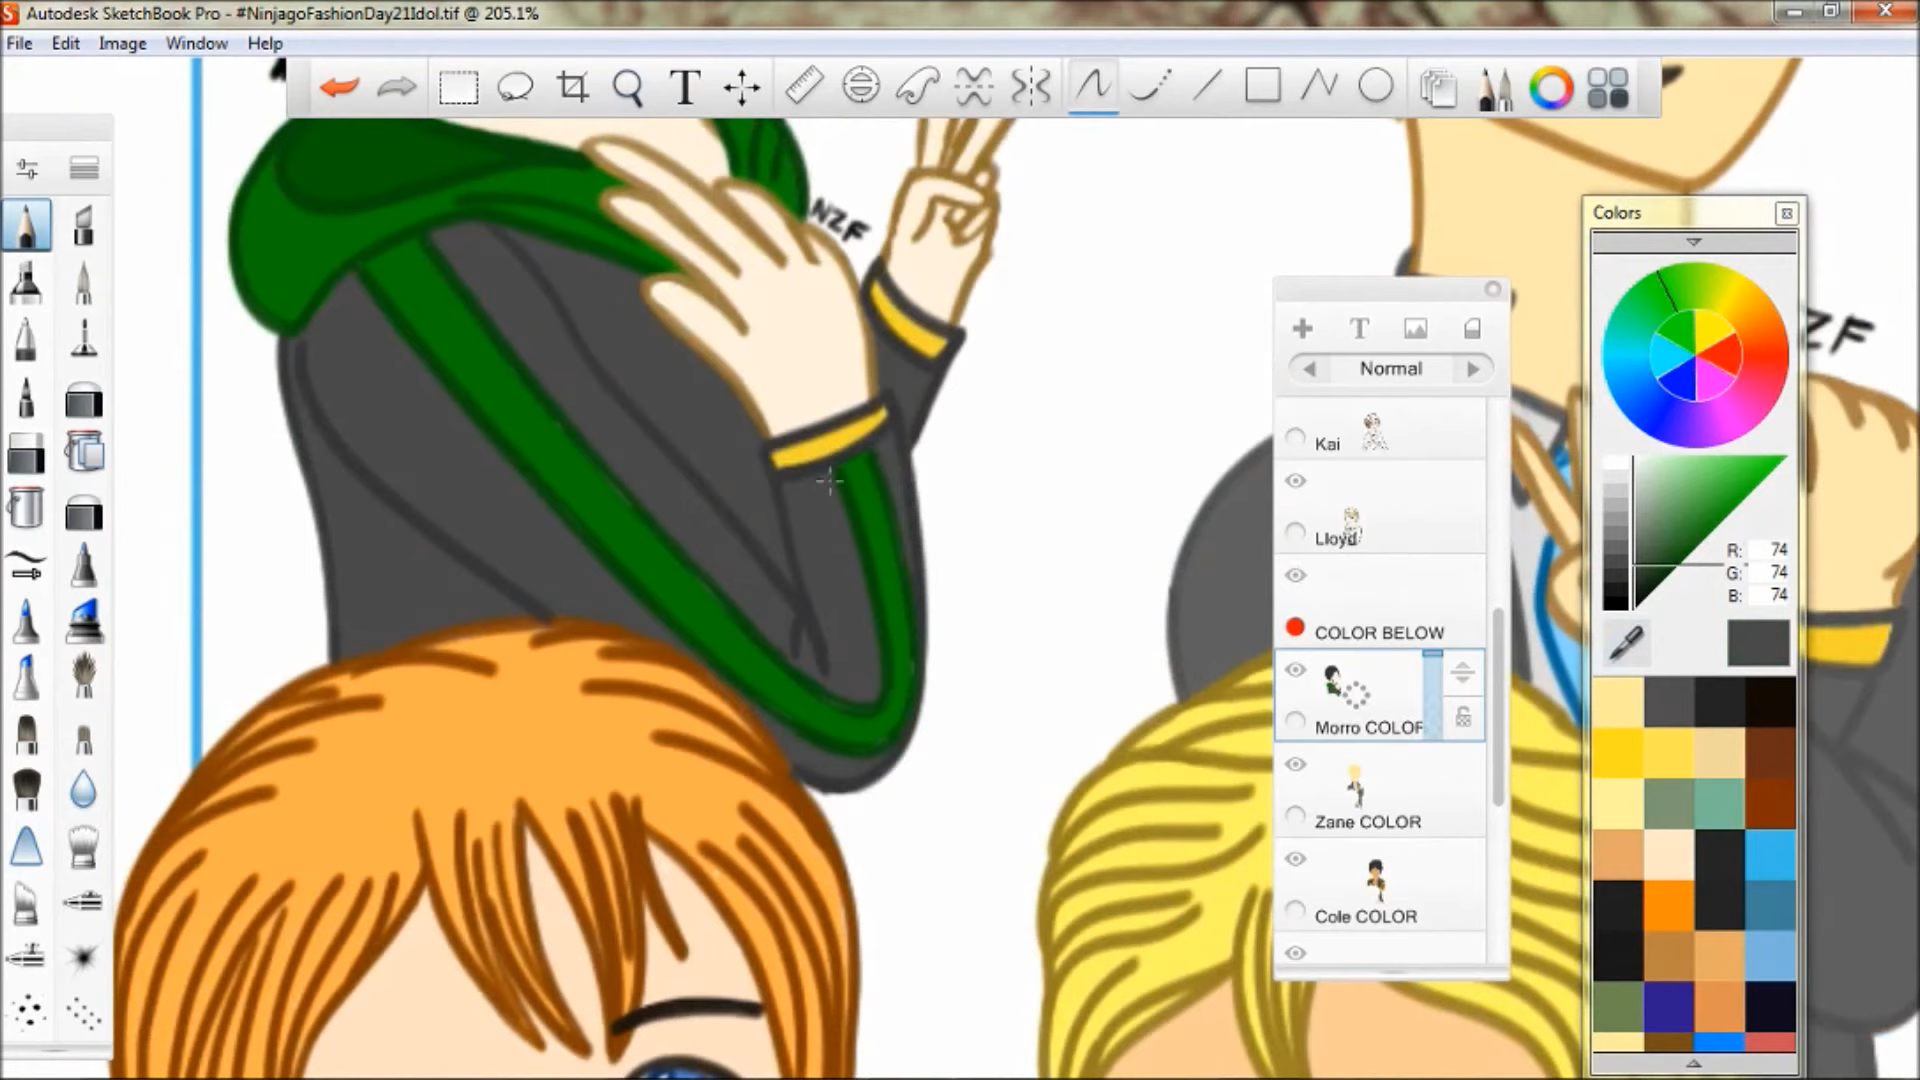 Autodesk SketchBook Pro - #NinjagoFashionDay21Idol.tif @ 205.1%
File Edit Image Window Help
T
NZF
Colors
T
Normal
ZF
Kai
Lloyd
R: 74
G: 74
B: 74
COLOR BELOW
Morro COLOR
Zane COLOR
Cole COLOR